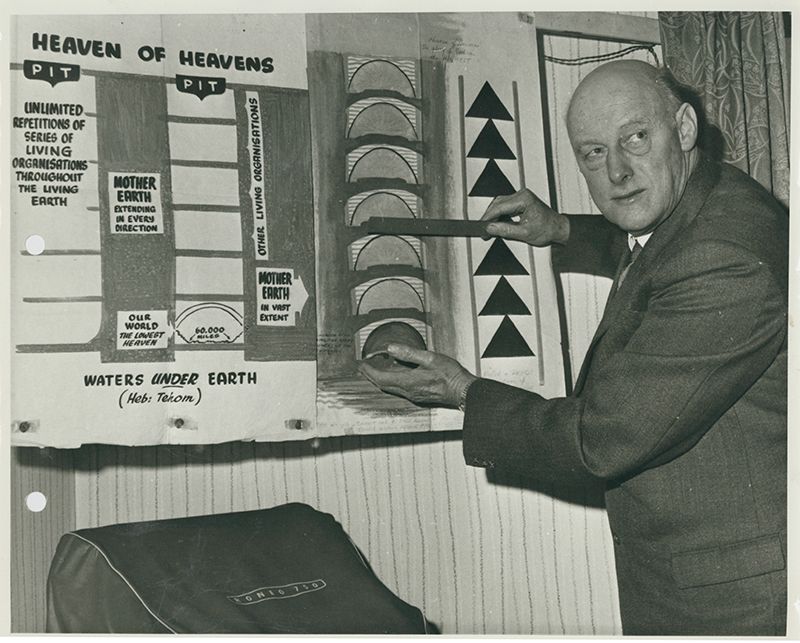 HEAVEN OF HEAVENS
PIT
PIT
UNLIMITED
REPETITIONS OF
SERIES OF
LIVING
ORGANISATIONS
THROUGHOUT
THE LIVING
EARTH
MOTHER
EARTH
EXTENDING
IN EVERY
DIRECTION
OTHER LIVING ORGANISATIONS
MOTHER
EARTH
IN VAST
EXTENT
OUR
WORLD
THE LOWEST
HEAVEN
60.000
MILES
WATERS UNDER EARTH
(Heb: Tehom)